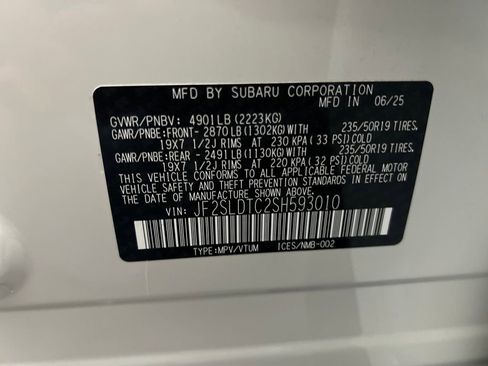 MFD BY SUBARU CORPORATION
MFD IN 06/25
GVWR/PNBV: 4901LB(2223KG)
GAWR/PNBE:FRONT- 2870LB(1302KG)WITH 235/50R19 TIRES.
19X7 1/2J RIMS AT 230 KPA(33 PSI)COLD
GAWR/PNBE:REAR - 2491LB(1130KG)WITH 235/50R19 TIRES.
19X7 1/2J RIMS AT 220 KPA(32 PSI)COLD
THIS VEHICLE CONFORMS TO ALL APPLICABLE FEDERAL MOTOR
VEHICLE SAFETY AND BUMPER STANDARDS IN EFFECT ON
THE DATE OF MANUFACTURE SHOWN ABOVE.
VIN: JF2SLDTC2SH593010
TYPE:MPV/VTUM ICES/NMB-002